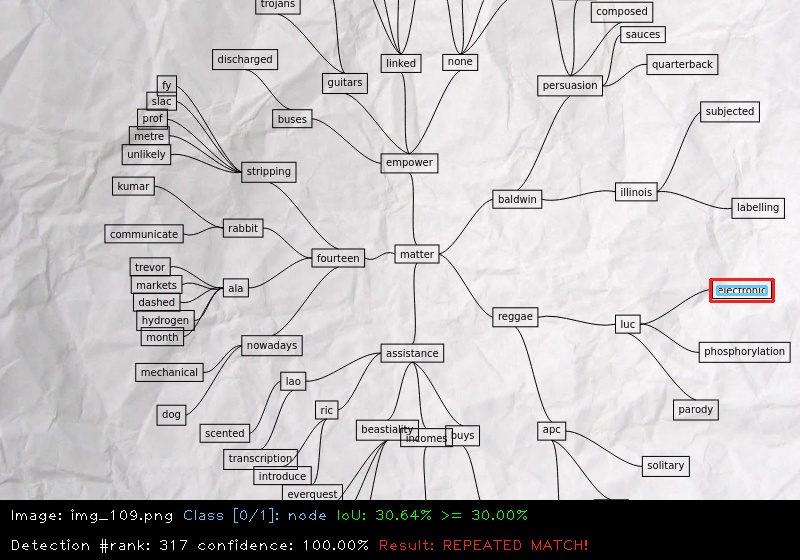 trojans
composed
sauces
quarterback
linked
none
discharged
guitars
persuasion
fy
slac
prof
metre
unlikely
buses
subjected
empower
stripping
kumar
baldwin
illinois
labelling
communicate
rabbit
fourteen
matter
trevor
markets
dashed
hydrogen
month
ala
electronic
reggae
luc
nowadays
assistance
phosphorylation
mechanical
lao
dog
ric
parody
scented
beastiality
incomes
buys
apc
transcription
introduce
everquest
solitary
Image: img_109.png Class [0/1]: node IoU: 30.64% >= 30.00%
Detection #rank: 317 confidence: 100.00% Result: REPEATED MATCH!